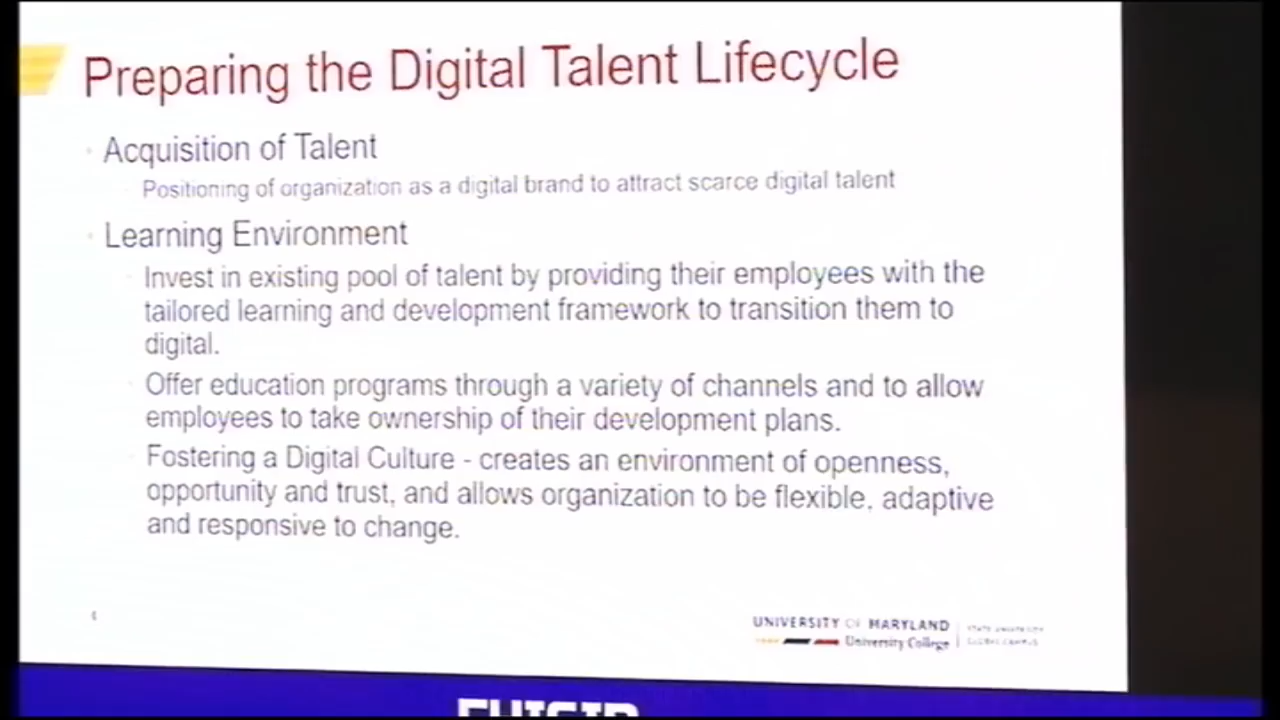 Preparing the Digital Talent Lifecycle
Acquisition of Talent
Positioning of organization as a digital brand to attract scarce digital talent
Learning Environment
Invest in existing pool of talent by providing their employees with the
tailored learning and development framework to transition them to
digital.
Offer education programs through a variety of channels and to allow
employees to take ownership of their development plans.
Fostering a Digital Culture - creates an environment of openness,
opportunity and trust, and allows organization to be flexible, adaptive
and responsive to change.
UNIVERSITY OF MARYLAND
University College
STATE UNIVERSITY
GLOBAL CAMPUS